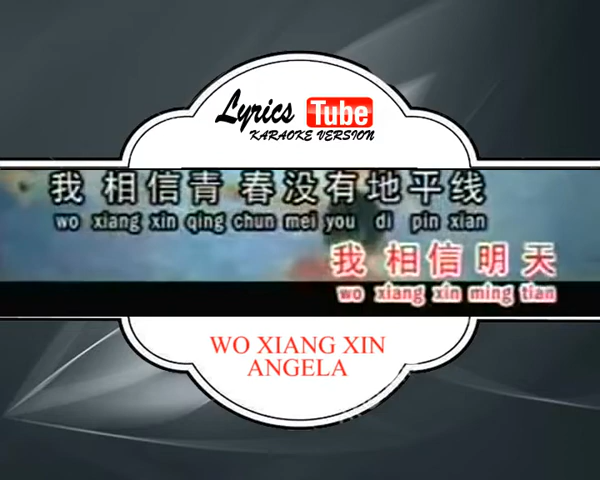 Lyrics Tube
KARAOKE VERSION
我 相信青 春没有地平线
wo xiang xin qing chun mei you di pin xian
我 相信 明 天
wo xiang xin ming tian
WO XIANG XIN
ANGELA